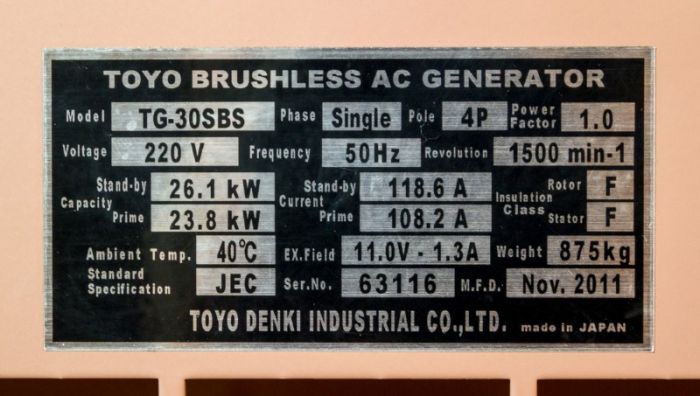 TOYO BRUSHLESS AC GENERATOR
Model TG-30SBS Phase Single Pole 4P Power Factor 1.0
Voltage 220 V Frequency 50Hz Revolution 1500 min-1
Capacity Stand-by 26.1 kW Current Stand-by 118.6 A Insulation Class Rotor F
Prime 23.8 kW Prime 108.2 A Stator F
Ambient Temp. 40℃ EX.Field 11.0V - 1.3A Weight 875kg
Standard Specification JEC Ser.No. 63116 M.F.D. Nov. 2011
TOYO DENKI INDUSTRIAL CO.,LTD. made in JAPAN